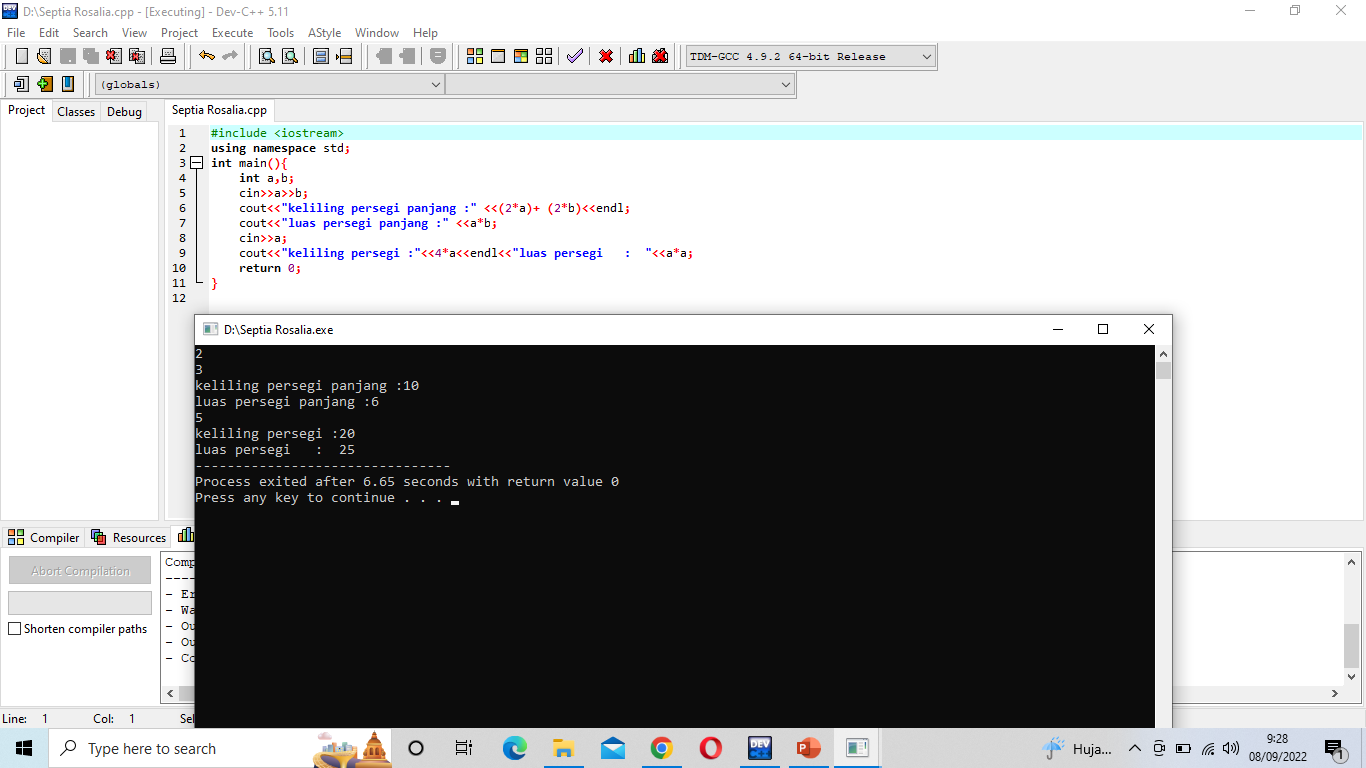 D:\Septia Rosalia.cpp - [Executing] - Dev-C++ 5.11
File Edit Search View Project Execute Tools AStyle Window Help
TDM-GCC 4.9.2 64-bit Release
(globals)
Project Classes Debug
Septia Rosalia.cpp
1 #include <iostream>
2 using namespace std;
3 int main(){
4 int a,b;
5 cin>>a>>b;
6 cout<<"keliling persegi panjang :" <<(2*a)+ (2*b)<<endl;
7 cout<<"luas persegi panjang :" <<a*b;
8 cin>>a;
9 cout<<"keliling persegi :"<<4*a<<endl<<"luas persegi   :  "<<a*a;
10 return 0;
11 }
12
D:\Septia Rosalia.exe
2
3
keliling persegi panjang :10
luas persegi panjang :6
5
keliling persegi :20
luas persegi   :  25
--------------------------------
Process exited after 6.65 seconds with return value 0
Press any key to continue . . .
Compiler Resources
Abort Compilation
Shorten compiler paths
Comp
----
- Er
- Wa
- Ou
- Ou
- Co
Line: 1 Col: 1 Sel
Type here to search
DEV
Huja...
9:28
08/09/2022
1